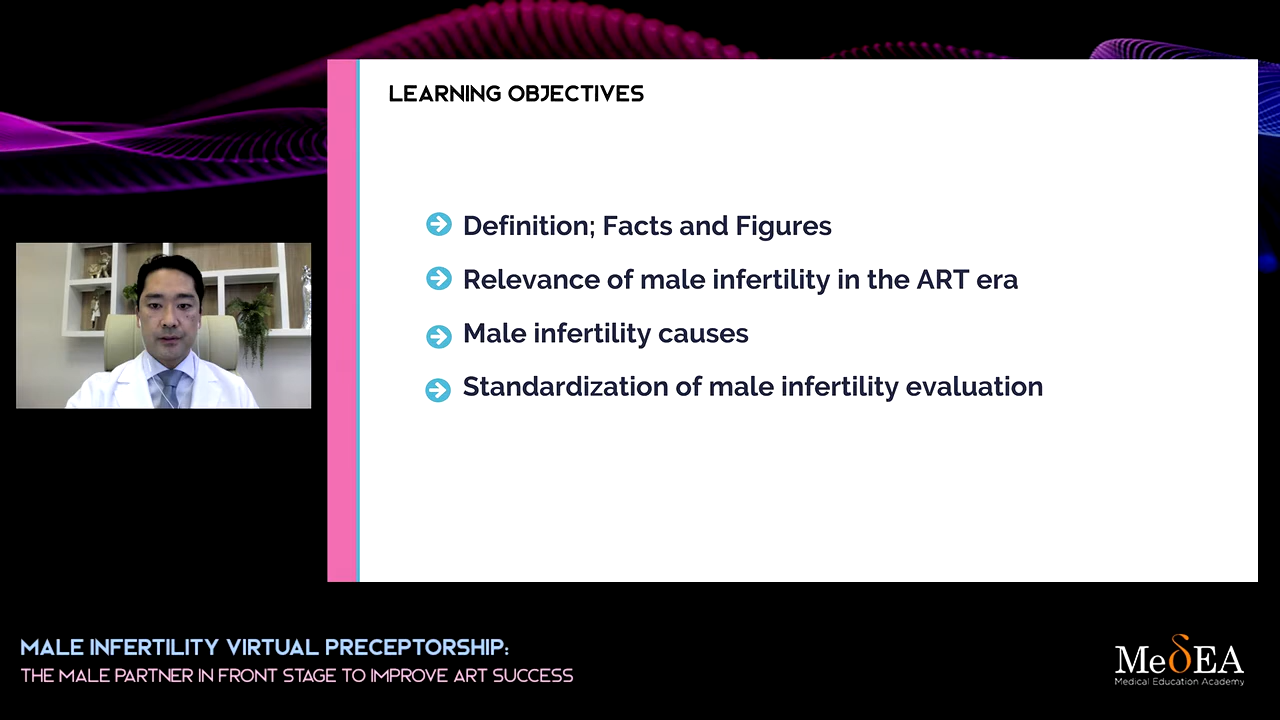 LEARNING OBJECTIVES
Definition; Facts and Figures
Relevance of male infertility in the ART era
Male infertility causes
Standardization of male infertility evaluation
MALE INFERTILITY VIRTUAL PRECEPTORSHIP:
THE MALE PARTNER IN FRONT STAGE TO IMPROVE ART SUCCESS
MeδEA
Medical Education Academy